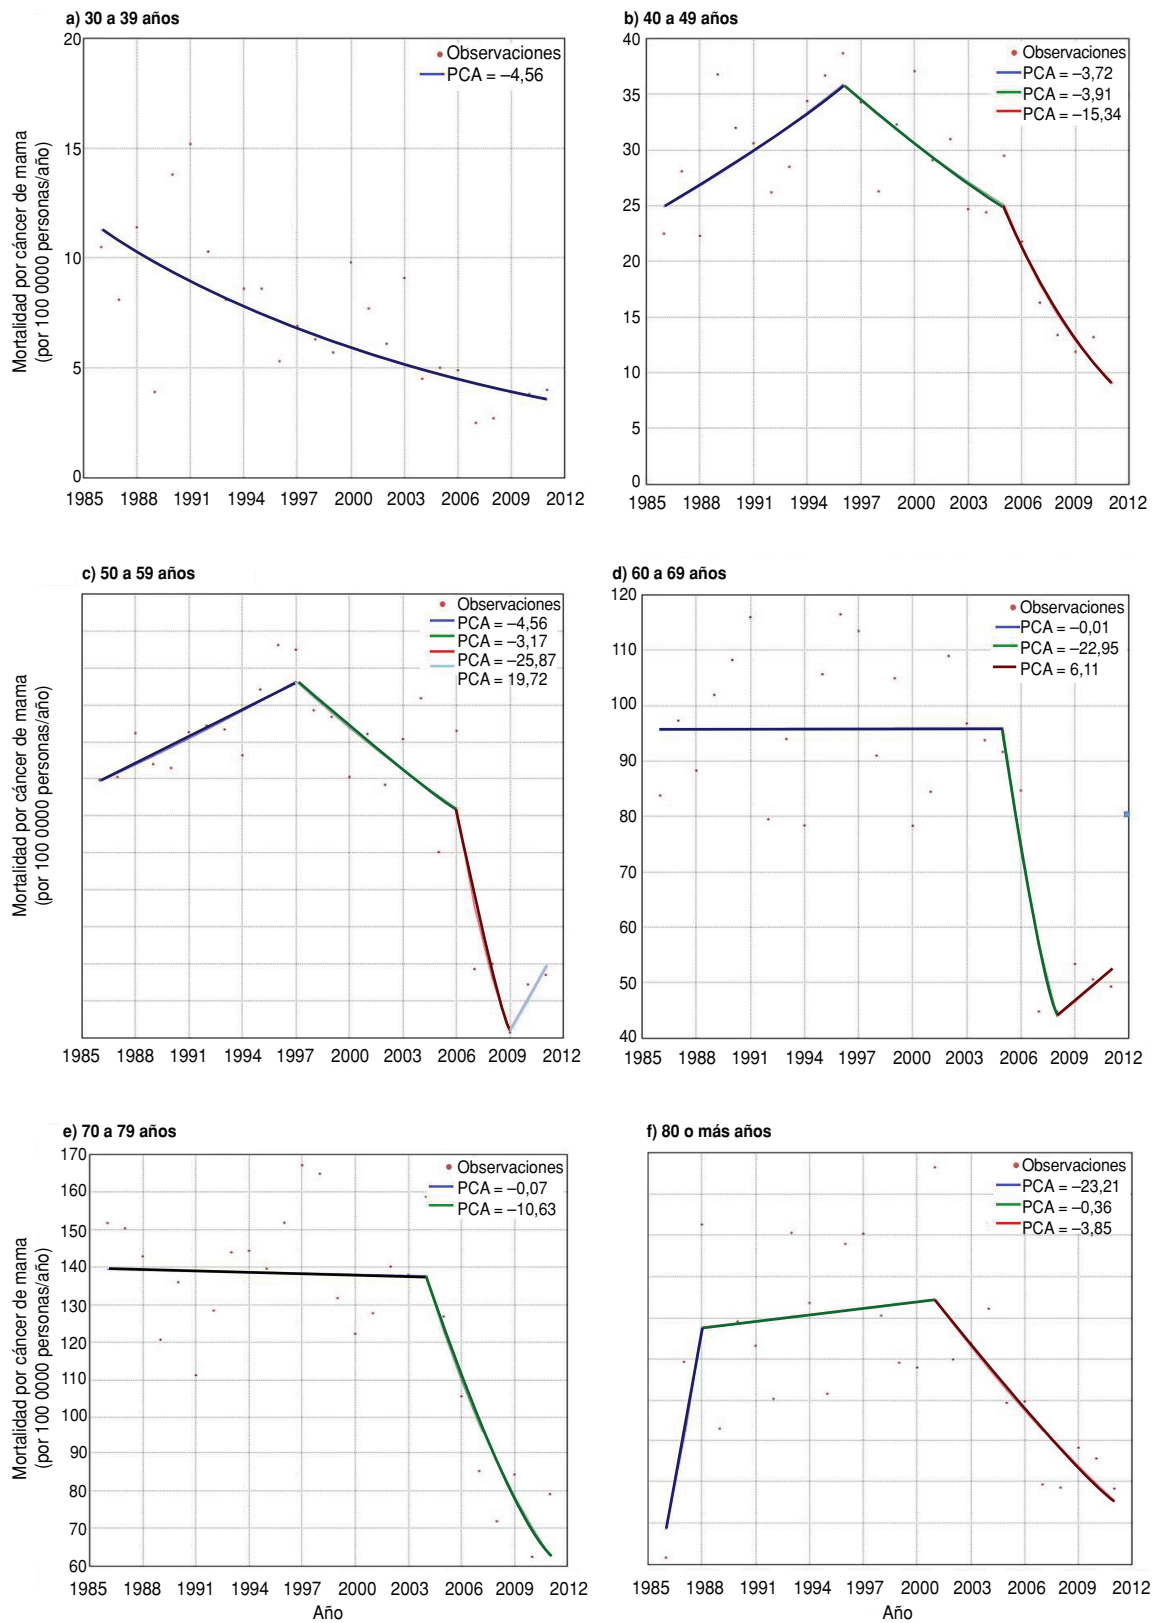 a) 30 a 39 años
20
15
10
5
0
Observaciones
PCA = –4,56
Mortalidad por cáncer de mama
(por 100 0000 personas/año)
1985 1988 1991 1994 1997 2000 2003 2006 2009 2012
b) 40 a 49 años
40
35
30
25
20
15
10
5
0
Observaciones
PCA = –3,72
PCA = –3,91
PCA = –15,34
1985 1988 1991 1994 1997 2000 2003 2006 2009 2012
c) 50 a 59 años
Observaciones
PCA = –4,56
PCA = –3,17
PCA = –25,87
PCA = 19,72
Mortalidad por cáncer de mama
(por 100 0000 personas/año)
1985 1988 1991 1994 1997 2000 2003 2006 2009 2012
d) 60 a 69 años
120
110
100
90
80
70
60
50
40
Observaciones
PCA = –0,01
PCA = –22,95
PCA = 6,11
1985 1988 1991 1994 1997 2000 2003 2006 2009 2012
e) 70 a 79 años
170
160
150
140
130
120
110
100
90
80
70
60
Observaciones
PCA = –0,07
PCA = –10,63
Mortalidad por cáncer de mama
(por 100 0000 personas/año)
1985 1988 1991 1994 1997 2000 2003 2006 2009 2012
Año
f) 80 o más años
Observaciones
PCA = –23,21
PCA = –0,36
PCA = –3,85
1985 1988 1991 1994 1997 2000 2003 2006 2009 2012
Año